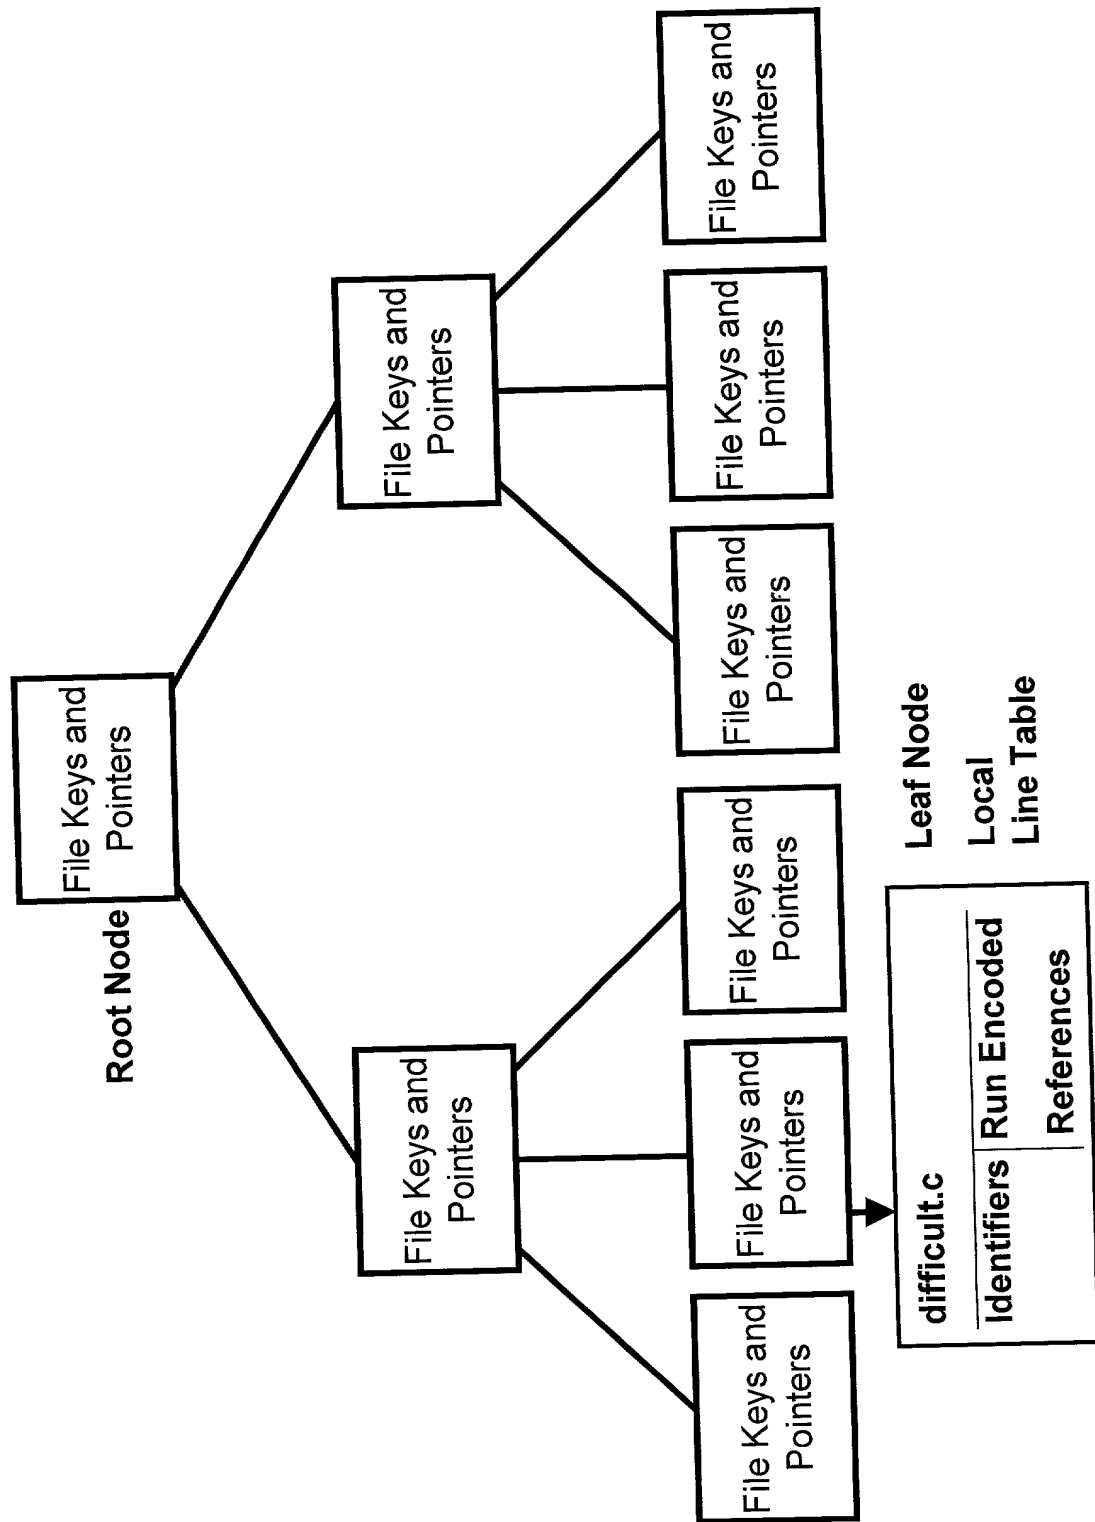 File Keys and
Pointers
Root Node
File Keys and
Pointers
File Keys and
Pointers
File Keys and
Pointers
File Keys and
Pointers
File Keys and
Pointers
File Keys and
Pointers
File Keys and
Pointers
File Keys and
Pointers
difficult.c
Identifiers
Run Encoded
References
Leaf Node
Local
Line Table